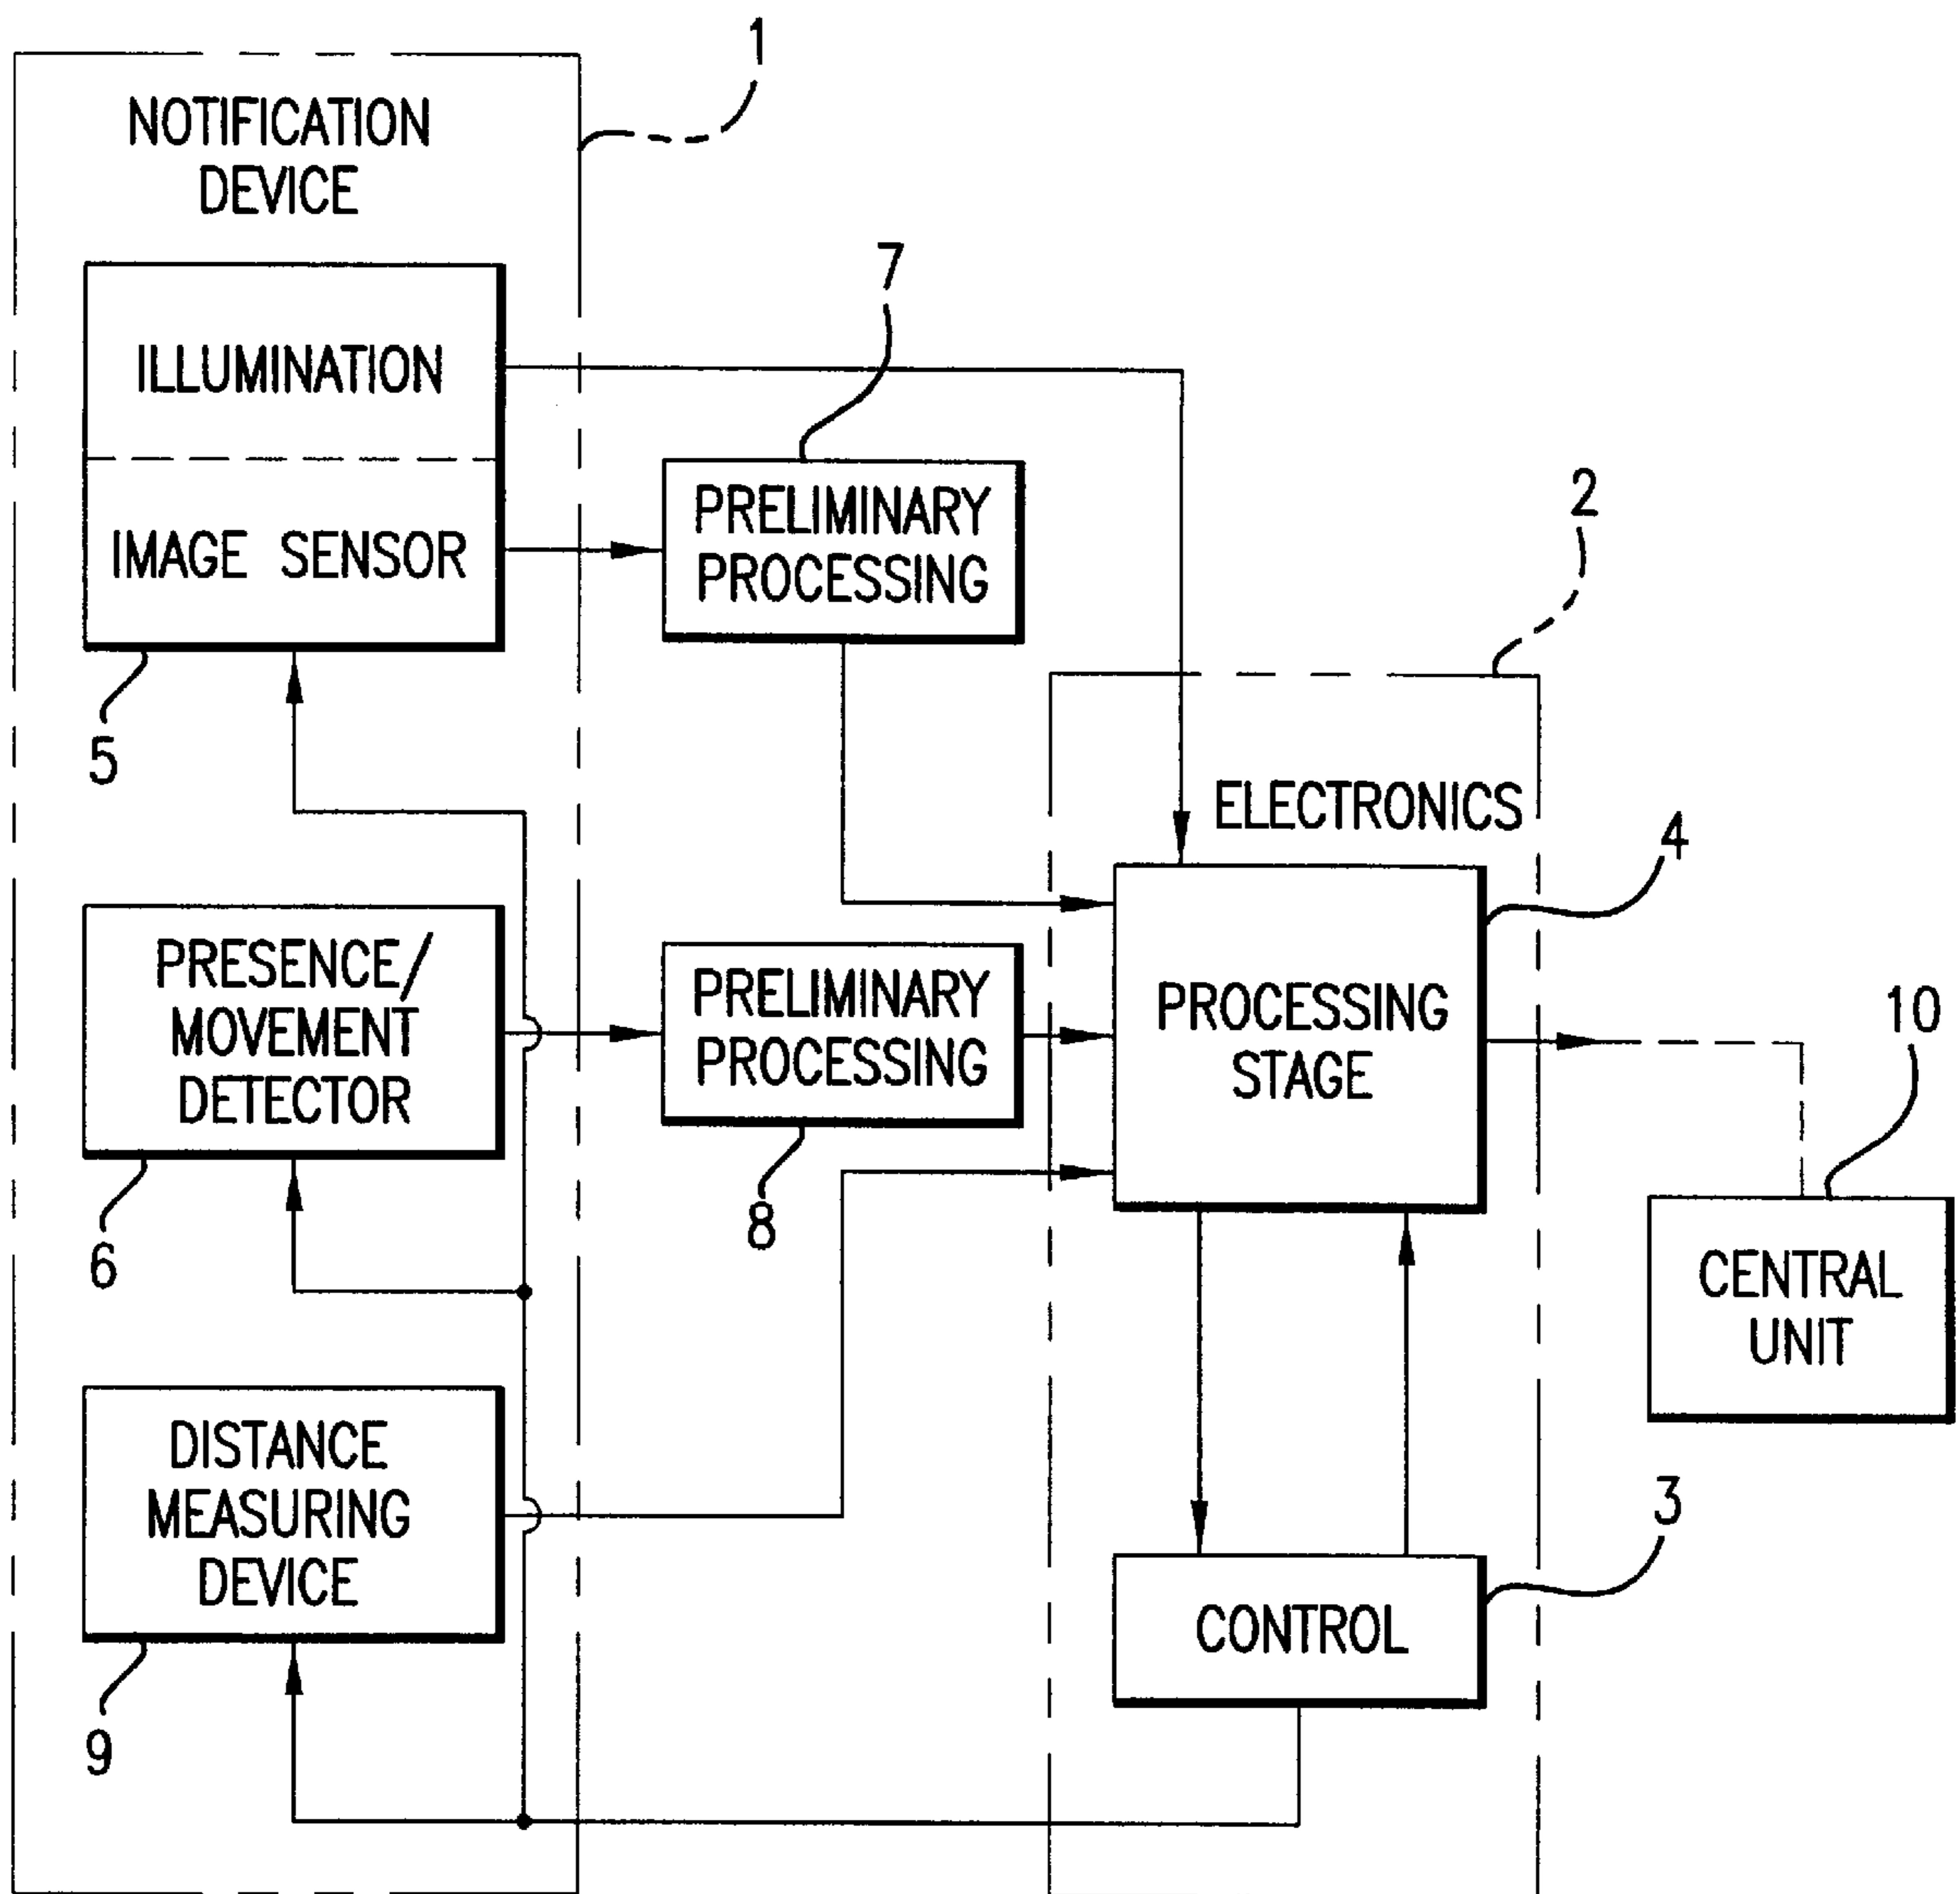 1
NOTIFICATION
DEVICE
7
ILLUMINATION
2
PRELIMINARY
PROCESSING
IMAGE SENSOR
5
ELECTRONICS
4
PRESENCE/
MOVEMENT
DETECTOR
PRELIMINARY
PROCESSING
PROCESSING
STAGE
10
6
8
CENTRAL
UNIT
DISTANCE
MEASURING
DEVICE
3
CONTROL
9